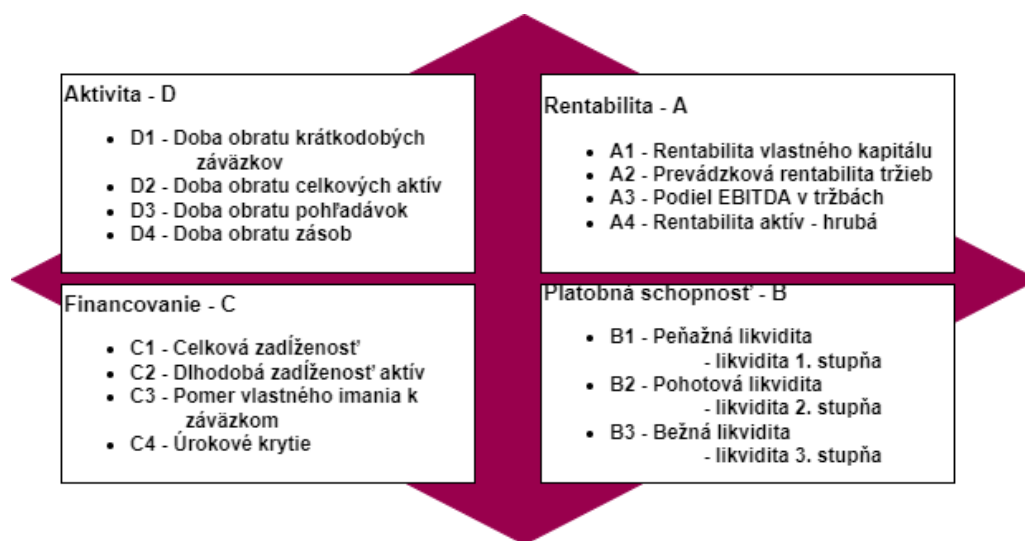 Aktivita - D
• D1 - Doba obratu krátkodobých
záväzkov
• D2 - Doba obratu celkových aktív
• D3 - Doba obratu pohľadávok
• D4 - Doba obratu zásob
Rentabilita - A
• A1 - Rentabilita vlastného kapitálu
• A2 - Prevádzková rentabilita tržieb
• A3 - Podiel EBITDA v tržbách
• A4 - Rentabilita aktív - hrubá
Financovanie - C
• C1 - Celková zadĺženosť
• C2 - Dlhodobá zadĺženosť aktív
• C3 - Pomer vlastného imania k
záväzkom
• C4 - Úrokové krytie
Platobná schopnosť - B
• B1 - Peňažná likvidita
- likvidita 1. stupňa
• B2 - Pohotová likvidita
- likvidita 2. stupňa
• B3 - Bežná likvidita
- likvidita 3. stupňa